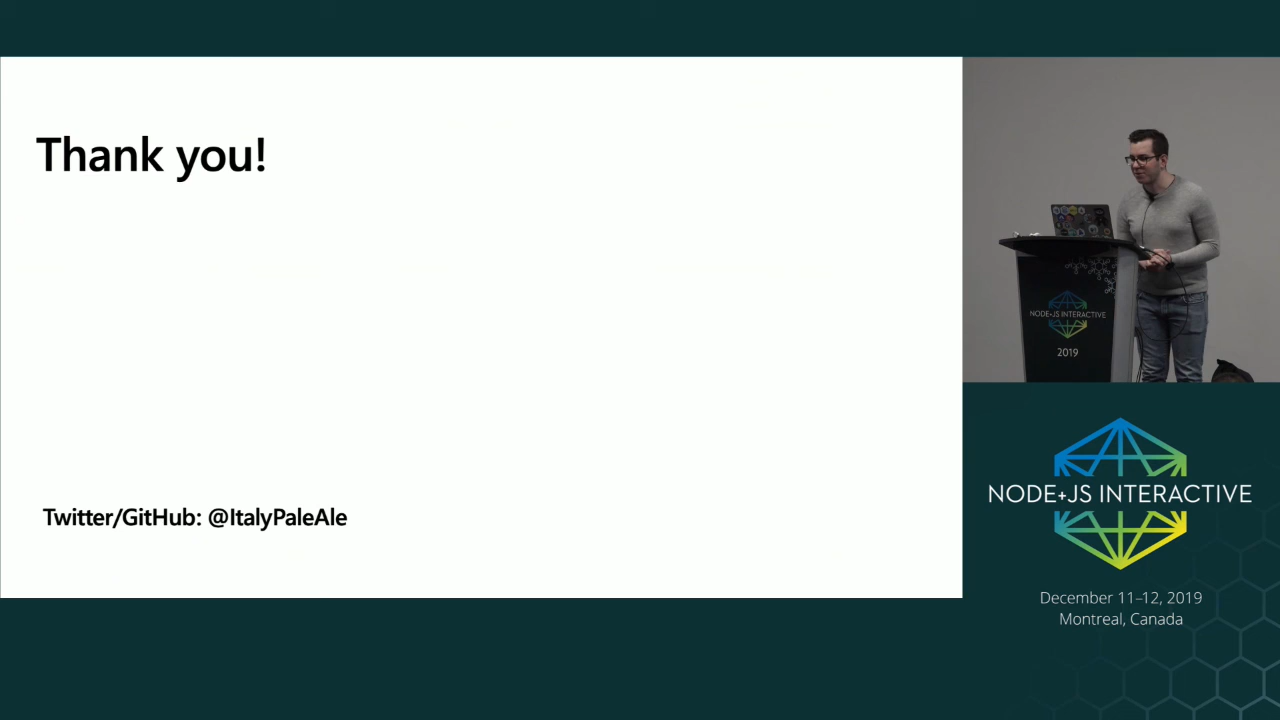 Thank you!
Twitter/GitHub: @ItalyPaleAle
NODE+JS INTERACTIVE
2019
NODE+JS INTERACTIVE
December 11–12, 2019
Montreal, Canada